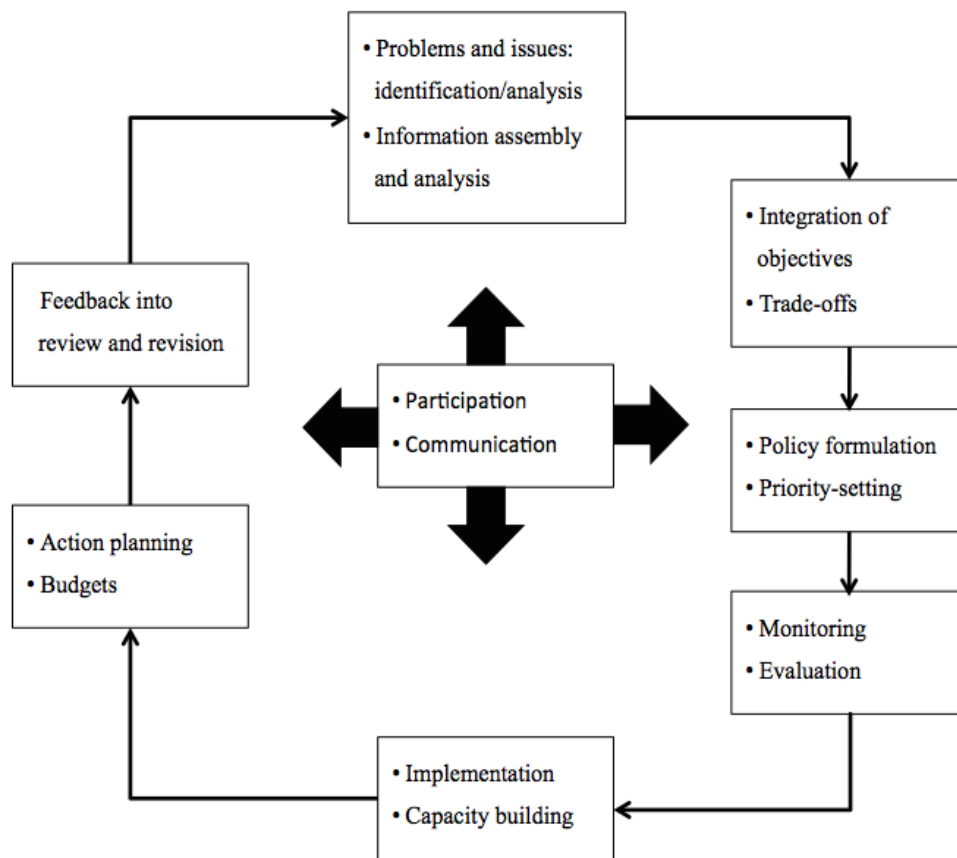 • Problems and issues:
identification/analysis
• Information assembly
and analysis
• Integration of
objectives
• Trade-offs
Feedback into
review and revision
• Participation
• Communication
• Policy formulation
• Priority-setting
• Action planning
• Budgets
• Monitoring
• Evaluation
• Implementation
• Capacity building